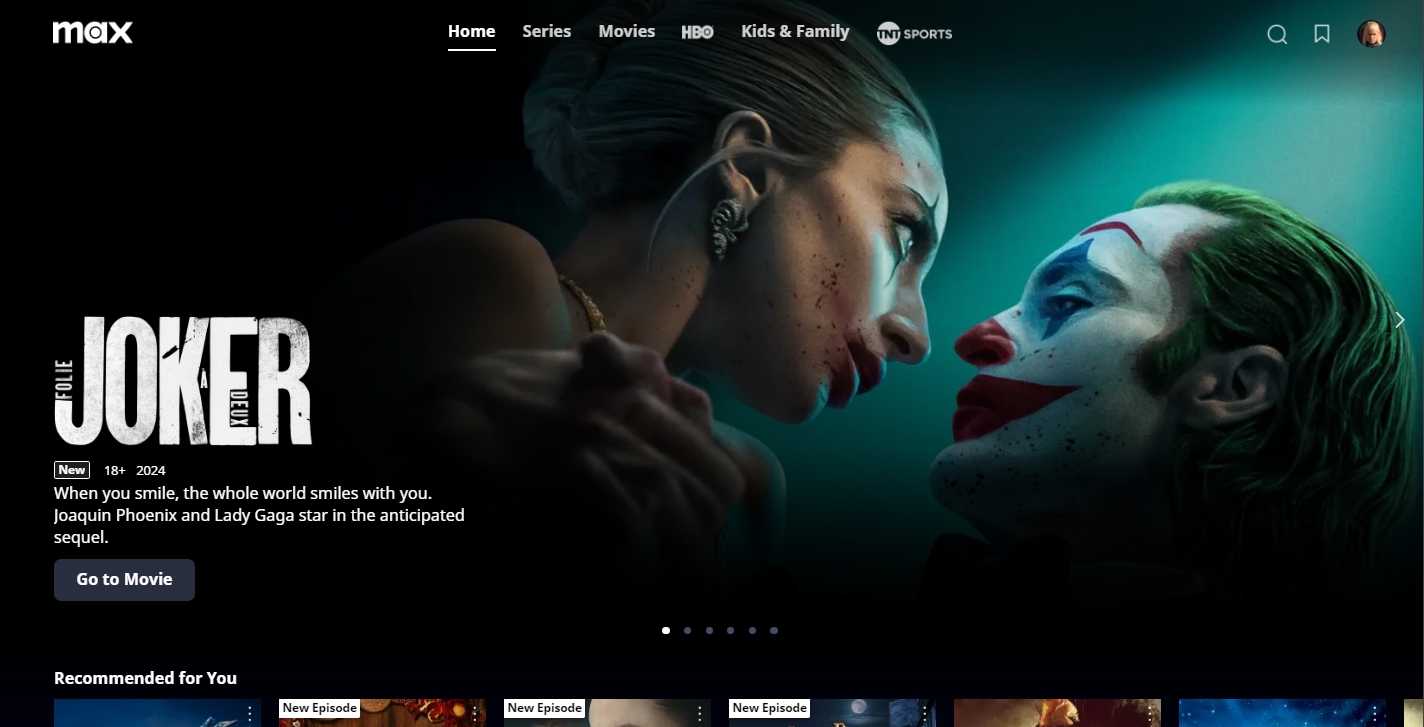 max
Home Series Movies HBO Kids & Family TNT SPORTS
FOLIE
JOKER
À
DEUX
New 18+ 2024
When you smile, the whole world smiles with you.
Joaquin Phoenix and Lady Gaga star in the anticipated
sequel.
Go to Movie
Recommended for You
New Episode New Episode New Episode